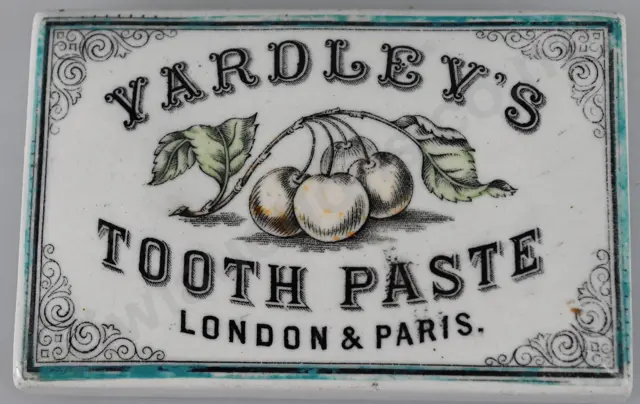 YARDLEY'S
TOOTH PASTE
LONDON & PARIS.